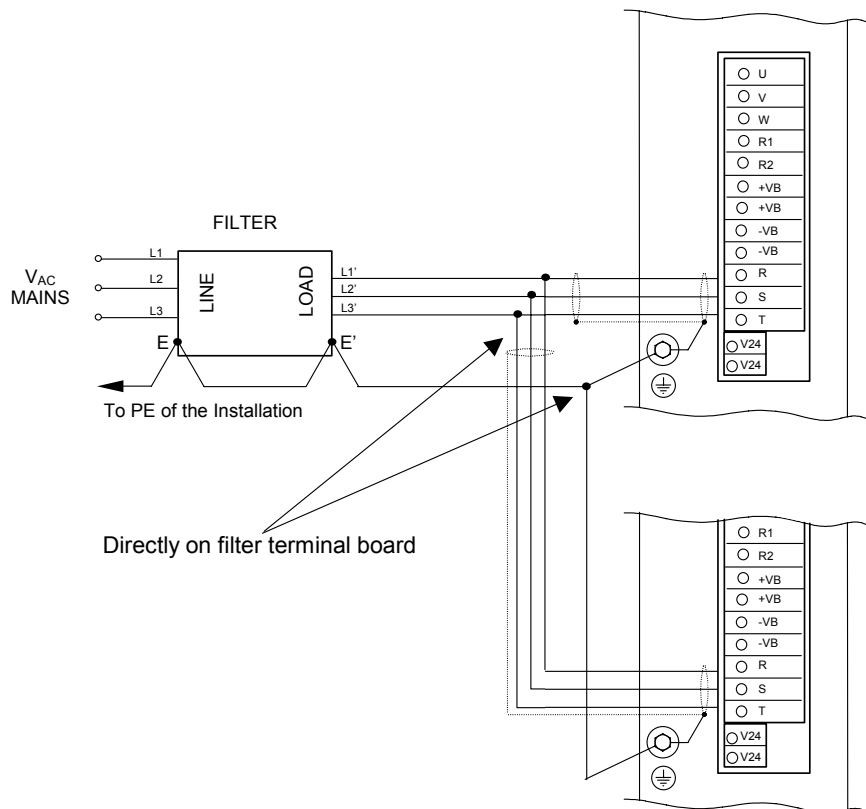 U
V
W
R1
R2
+VB
+VB
-VB
-VB
R
S
T
V24
V24
FILTER
VAC
MAINS
L1
L2
L3
LINE
LOAD
L1'
L2'
L3'
E
E'
To PE of the Installation
Directly on filter terminal board
R1
R2
+VB
+VB
-VB
-VB
R
S
T
V24
V24